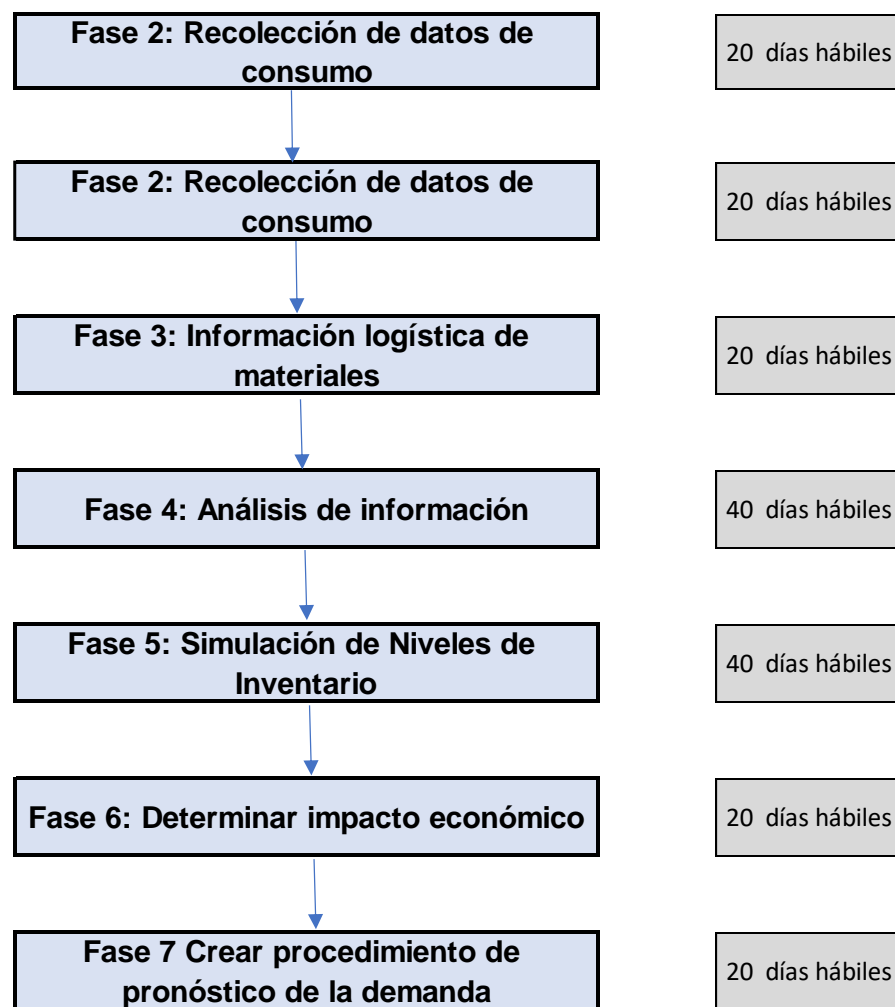 Fase 2: Recolección de datos de
consumo
20 días hábiles
Fase 2: Recolección de datos de
consumo
20 días hábiles
Fase 3: Información logística de
materiales
20 días hábiles
Fase 4: Análisis de información
40 días hábiles
Fase 5: Simulación de Niveles de
Inventario
40 días hábiles
Fase 6: Determinar impacto económico
20 días hábiles
Fase 7 Crear procedimiento de
pronóstico de la demanda
20 días hábiles